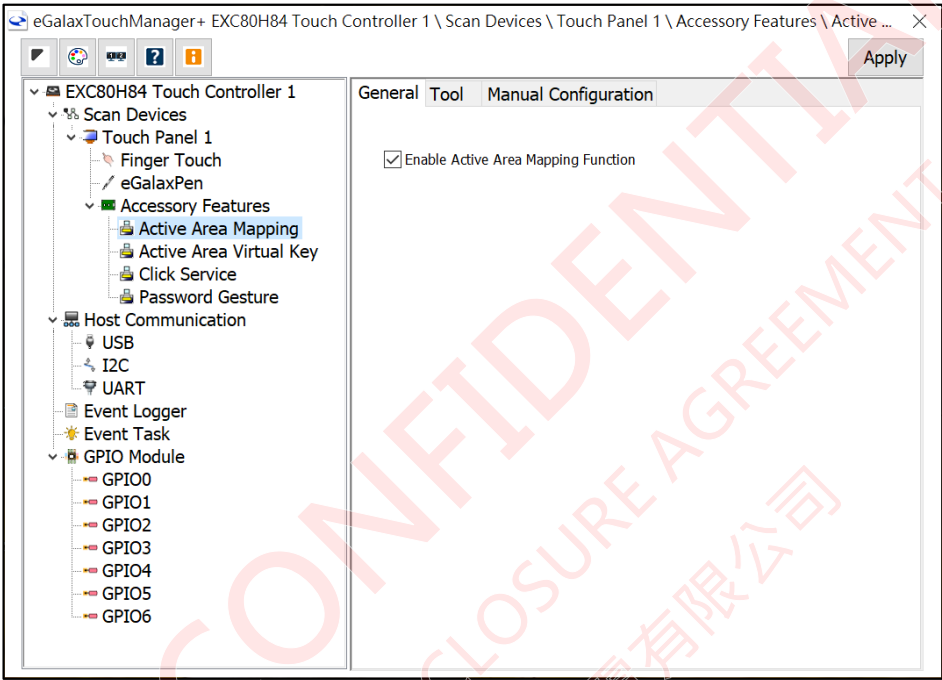 eGalaxTouchManager+ EXC80H84 Touch Controller 1 \ Scan Devices \ Touch Panel 1 \ Accessory Features \ Active ...
Apply
EXC80H84 Touch Controller 1
Scan Devices
Touch Panel 1
Finger Touch
eGalaxPen
Accessory Features
Active Area Mapping
Active Area Virtual Key
Click Service
Password Gesture
Host Communication
USB
I2C
UART
Event Logger
Event Task
GPIO Module
GPIO0
GPIO1
GPIO2
GPIO3
GPIO4
GPIO5
GPIO6
General Tool Manual Configuration
Enable Active Area Mapping Function
CONFIDENTIAL
CLOSURE AGREEMENT
有限公司